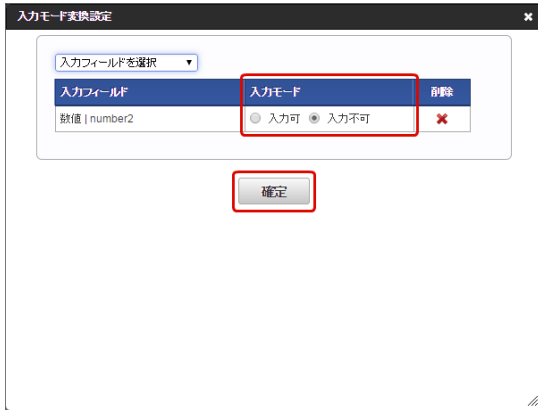 入力モード変換設定
入力フィールドを選択
入力フィールド 入力モード 削除
数値 | number2 入力可 入力不可
確定